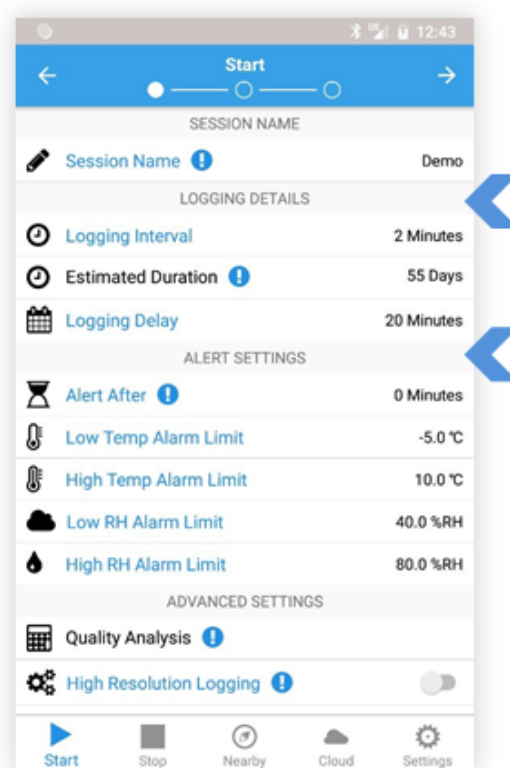 12:43
Start
SESSION NAME
Session Name Demo
LOGGING DETAILS
Logging Interval 2 Minutes
Estimated Duration 55 Days
Logging Delay 20 Minutes
ALERT SETTINGS
Alert After 0 Minutes
Low Temp Alarm Limit -5.0 °C
High Temp Alarm Limit 10.0 °C
Low RH Alarm Limit 40.0 %RH
High RH Alarm Limit 80.0 %RH
ADVANCED SETTINGS
Quality Analysis
High Resolution Logging
Start Stop Nearby Cloud Settings